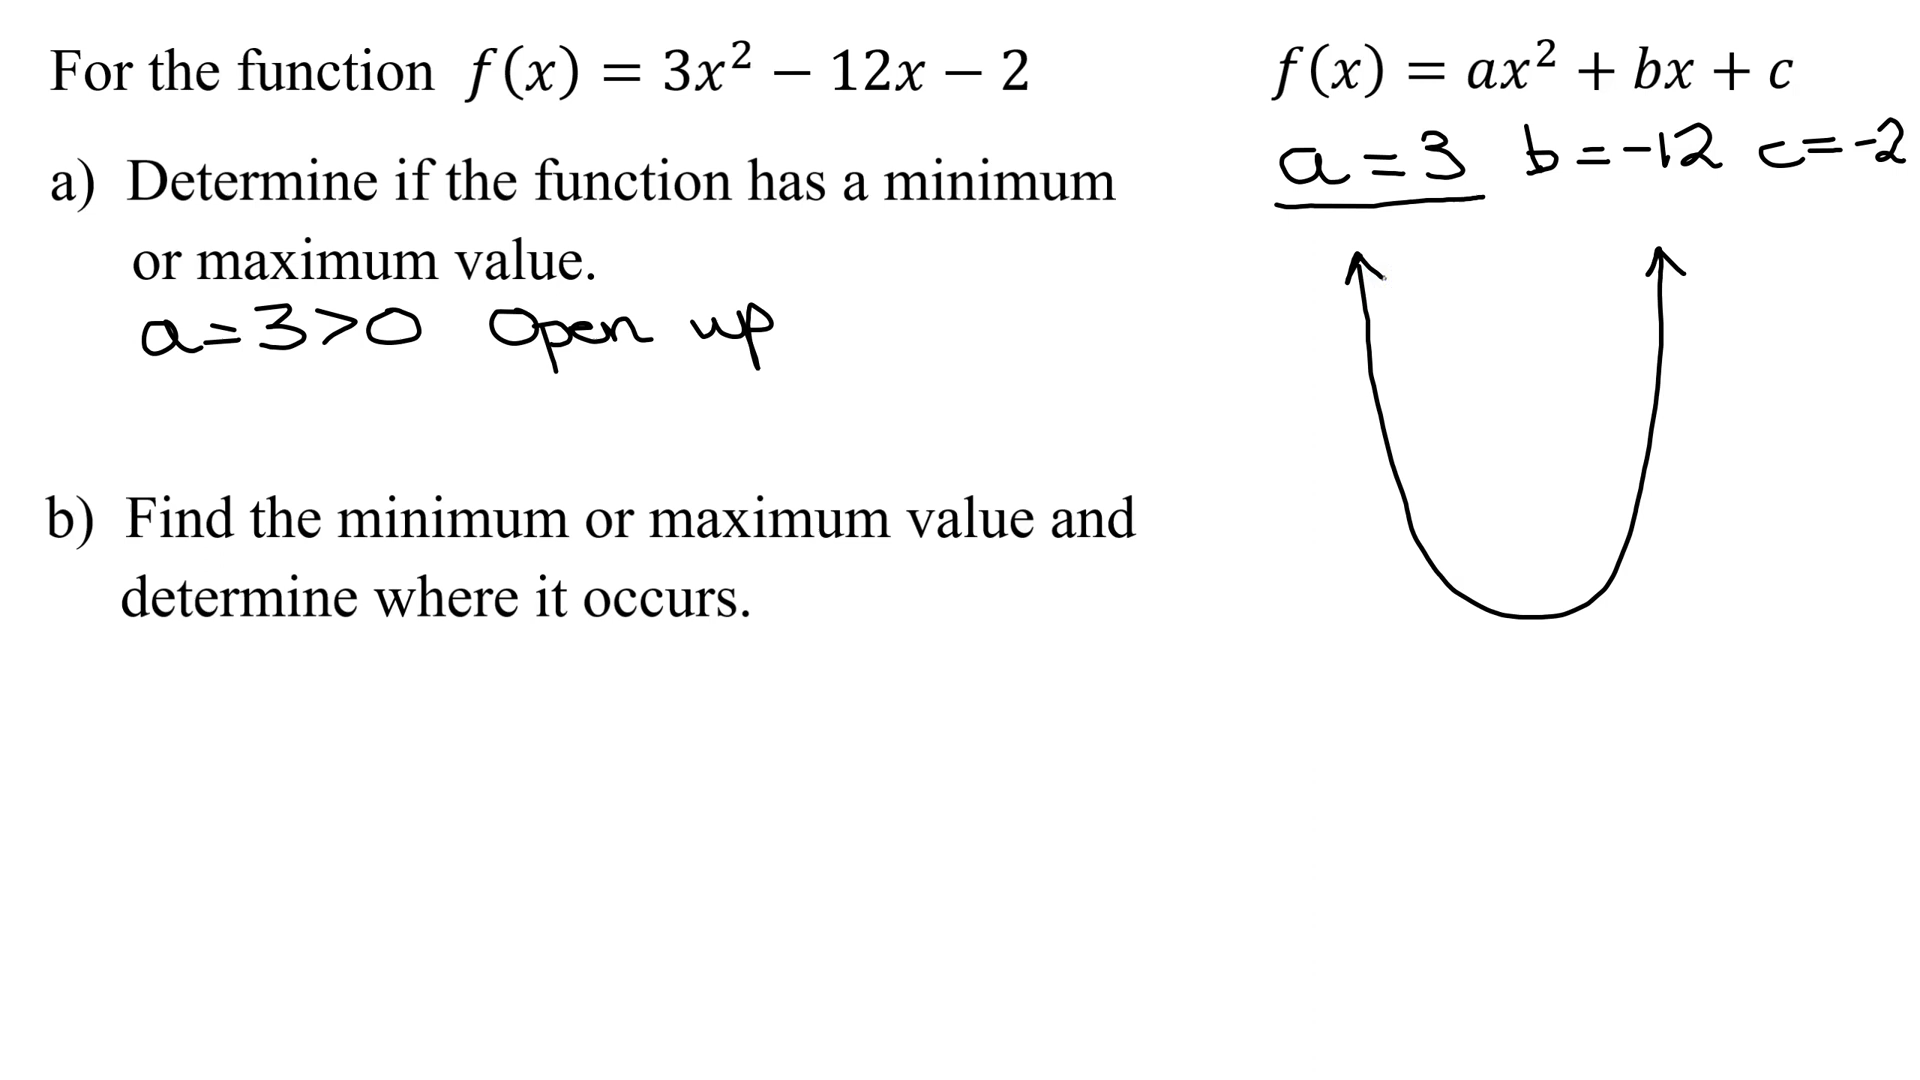 For the function f(x) = 3x² − 12x − 2
a) Determine if the function has a minimum
or maximum value.
a=3>0 open up
b) Find the minimum or maximum value and
determine where it occurs.
f(x) = ax² + bx + c
a=3 b=-12 c=-2